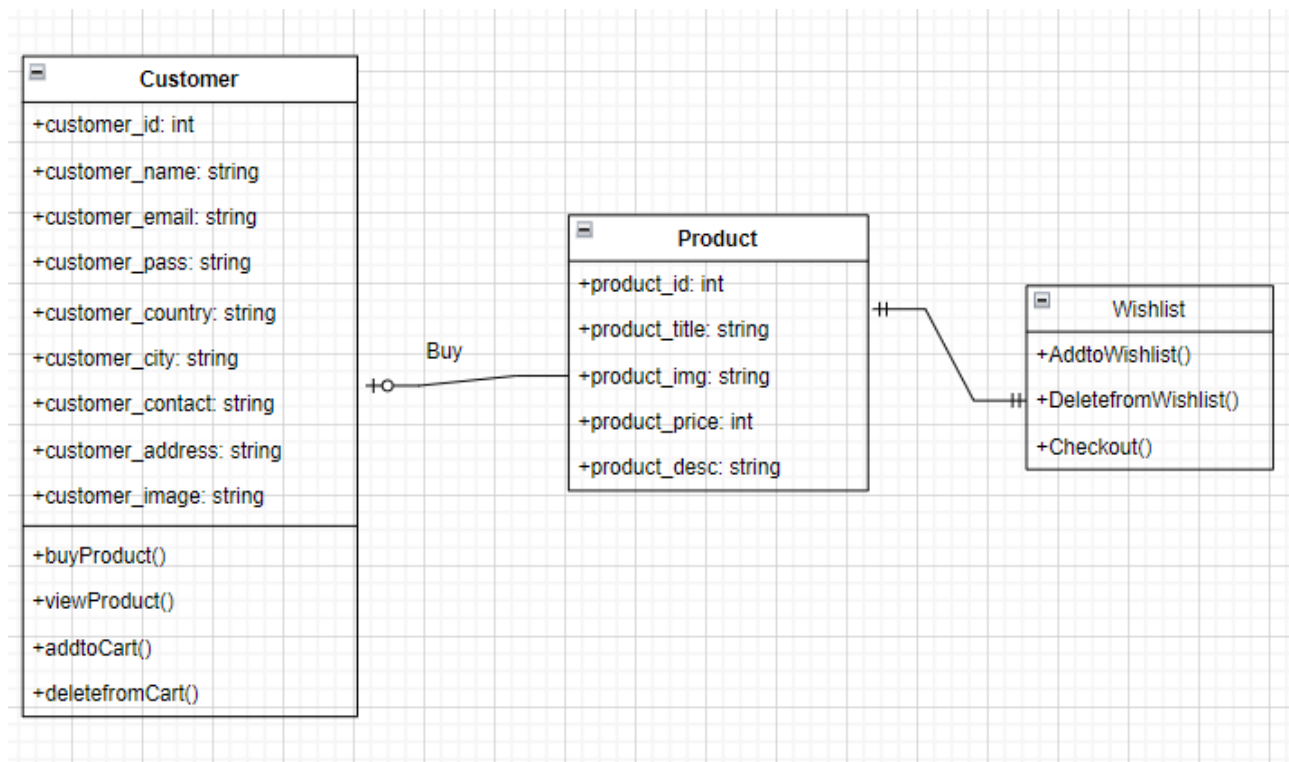 Customer
+customer_id: int
+customer_name: string
+customer_email: string
+customer_pass: string
+customer_country: string
+customer_city: string
+customer_contact: string
+customer_address: string
+customer_image: string
+buyProduct()
+viewProduct()
+addtoCart()
+deletefromCart()
Buy
Product
+product_id: int
+product_title: string
+product_img: string
+product_price: int
+product_desc: string
Wishlist
+AddtoWishlist()
+DeletefromWishlist()
+Checkout()